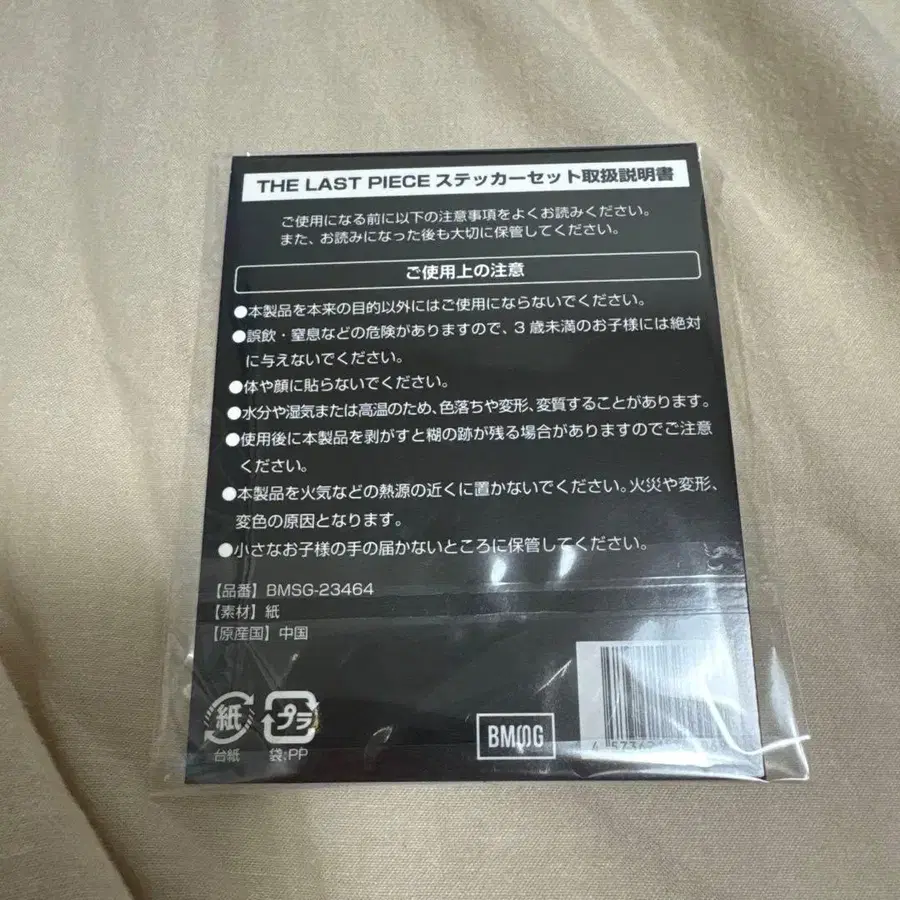 THE LAST PIECE ステッカーセット取扱説明書
ご使用になる前に以下の注意事項をよくお読みください。
また、お読みになった後も大切に保管してください。
ご使用上の注意
●本製品を本来の目的以外にはご使用にならないでください。
●誤飲・窒息などの危険がありますので、3歳未満のお子様には絶対
に与えないでください。
●体や顔に貼らないでください。
●水分や湿気または高温のため、色落ちや変形、変質することがあります。
●使用後に本製品を剥がすと糊の跡が残る場合がありますのでご注意
ください。
●本製品を火気などの熱源の近くに置かないでください。火災や変形、
変色の原因となります。
●小さなお子様の手の届かないところに保管してください。
【品番】BMSG-23464
【素材】紙
【原産国】中国
紙
プラ
台紙
袋:PP
BMSG